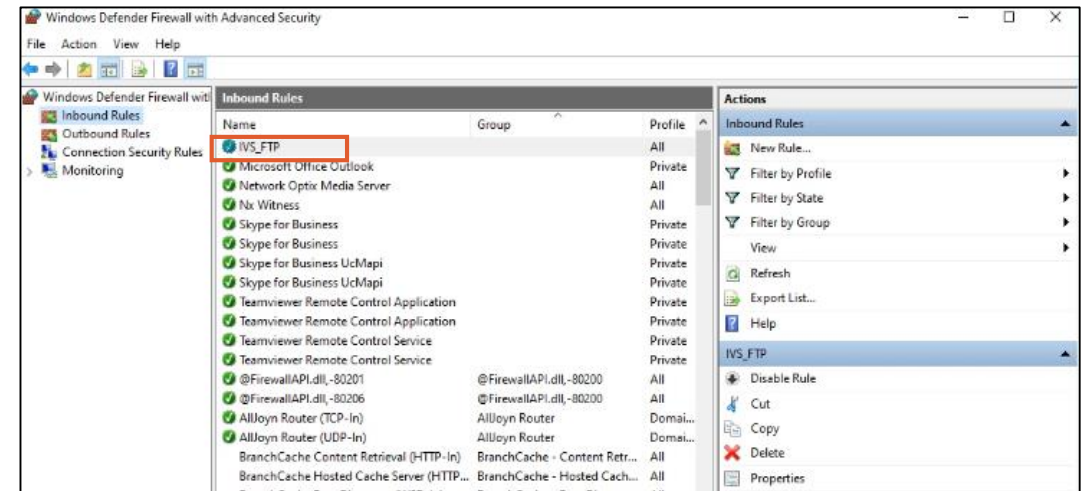 Windows Defender Firewall with Advanced Security
File Action View Help
Windows Defender Firewall witl
Inbound Rules
Outbound Rules
Connection Security Rules
Monitoring
Inbound Rules
Name Group Profile
IVS_FTP All
Microsoft Office Outlook Private
Network Optix Media Server All
Nx Witness All
Skype for Business Private
Skype for Business Private
Skype for Business UcMapi Private
Skype for Business UcMapi Private
Teamviewer Remote Control Application Private
Teamviewer Remote Control Application Private
Teamviewer Remote Control Service Private
Teamviewer Remote Control Service Private
@FirewallAPI.dll,-80201 @FirewallAPI.dll,-80200 All
@FirewallAPI.dll,-80206 @FirewallAPI.dll,-80200 All
AllJoyn Router (TCP-In) AllJoyn Router Domai...
AllJoyn Router (UDP-In) AllJoyn Router Domai...
BranchCache Content Retrieval (HTTP-In) BranchCache - Content Retr... All
BranchCache Hosted Cache Server (HTTP... BranchCache - Hosted Cach... All
Actions
Inbound Rules
New Rule...
Filter by Profile
Filter by State
Filter by Group
View
Refresh
Export List...
Help
IVS_FTP
Disable Rule
Cut
Copy
Delete
Properties